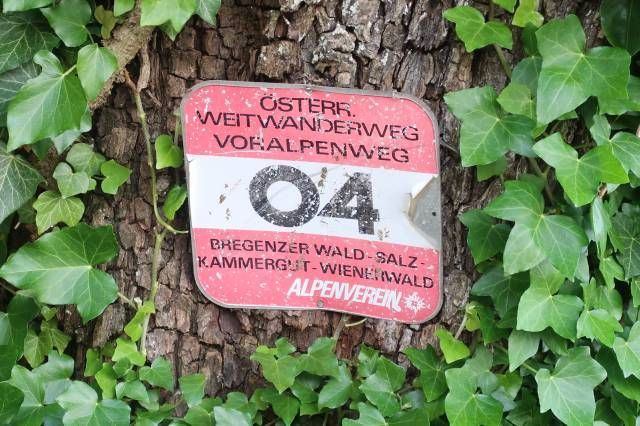 ÖSTERR.
WEITWANDERWEG
VORALPENWEG
04
BREGENZER WALD-SALZ-
KAMMERGUT-WIENERWALD
ALPENVEREIN